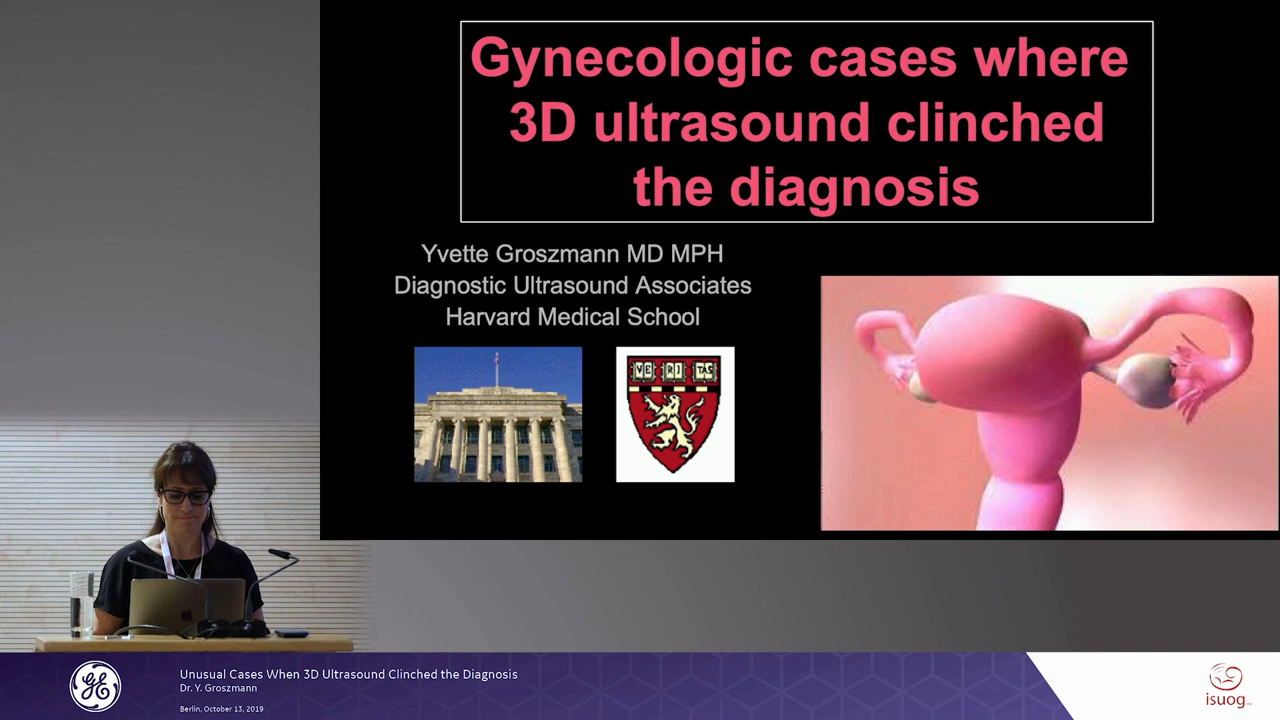 Gynecologic cases where
3D ultrasound clinched
the diagnosis
Yvette Groszmann MD MPH
Diagnostic Ultrasound Associates
Harvard Medical School
VE RI TAS
Unusual Cases When 3D Ultrasound Clinched the Diagnosis
Dr. Y. Groszmann
Berlin, October 13, 2019
GE
isuog